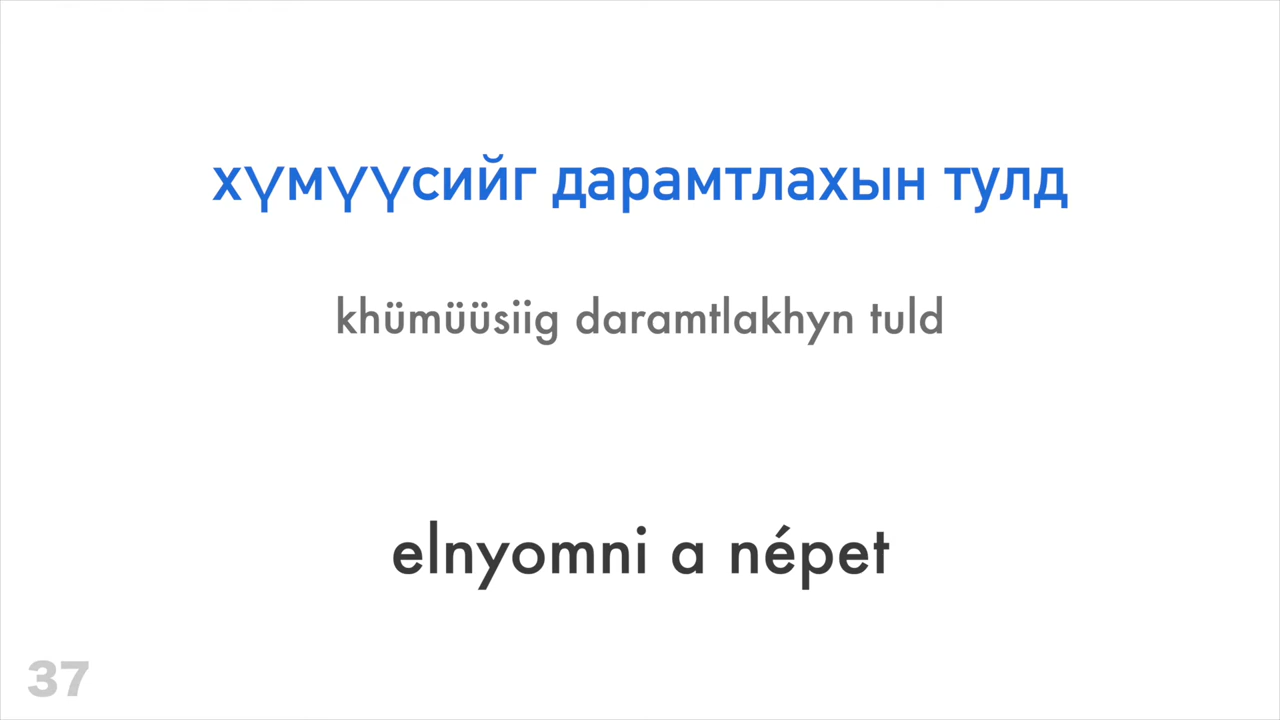 хүмүүсийг дарамтлахын тулд
khümüüsiig daramtlakhyn tuld
elnyomni a népet
37